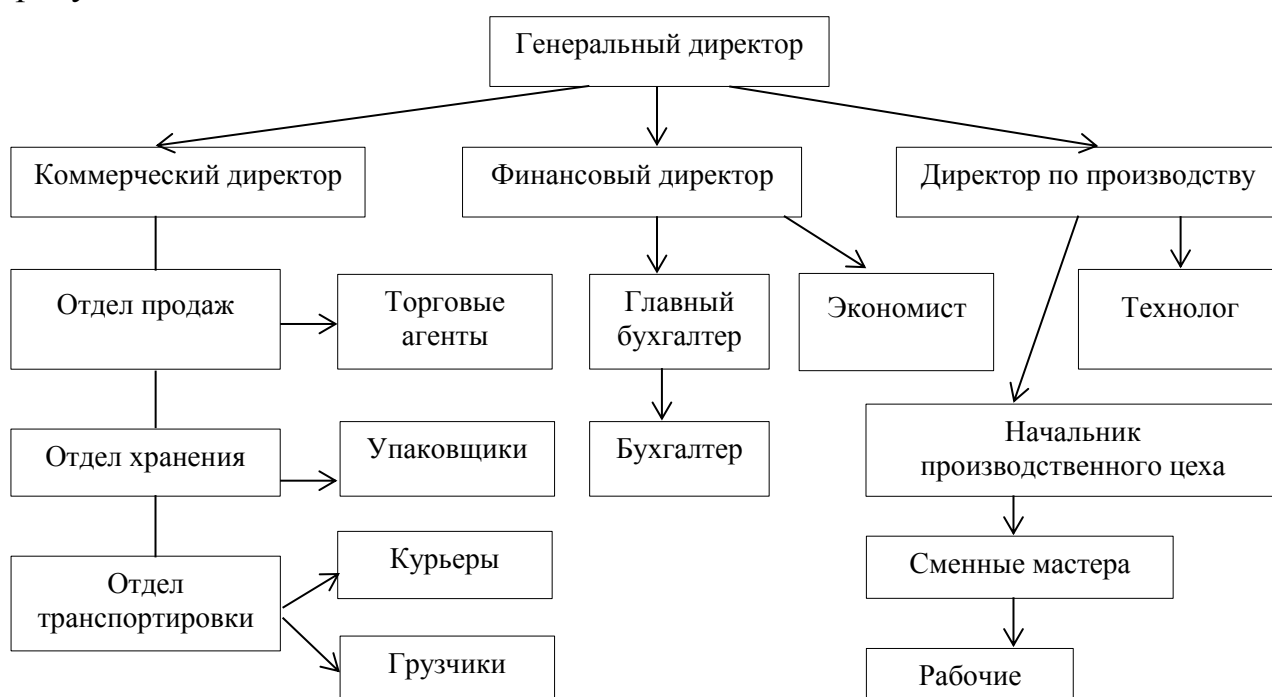 Генеральный директор
Коммерческий директор
Финансовый директор
Директор по производству
Отдел продаж
Торговые
агенты
Главный
бухгалтер
Экономист
Технолог
Отдел хранения
Упаковщики
Бухгалтер
Начальник
производственного цеха
Отдел
транспортировки
Курьеры
Сменные мастера
Грузчики
Рабочие